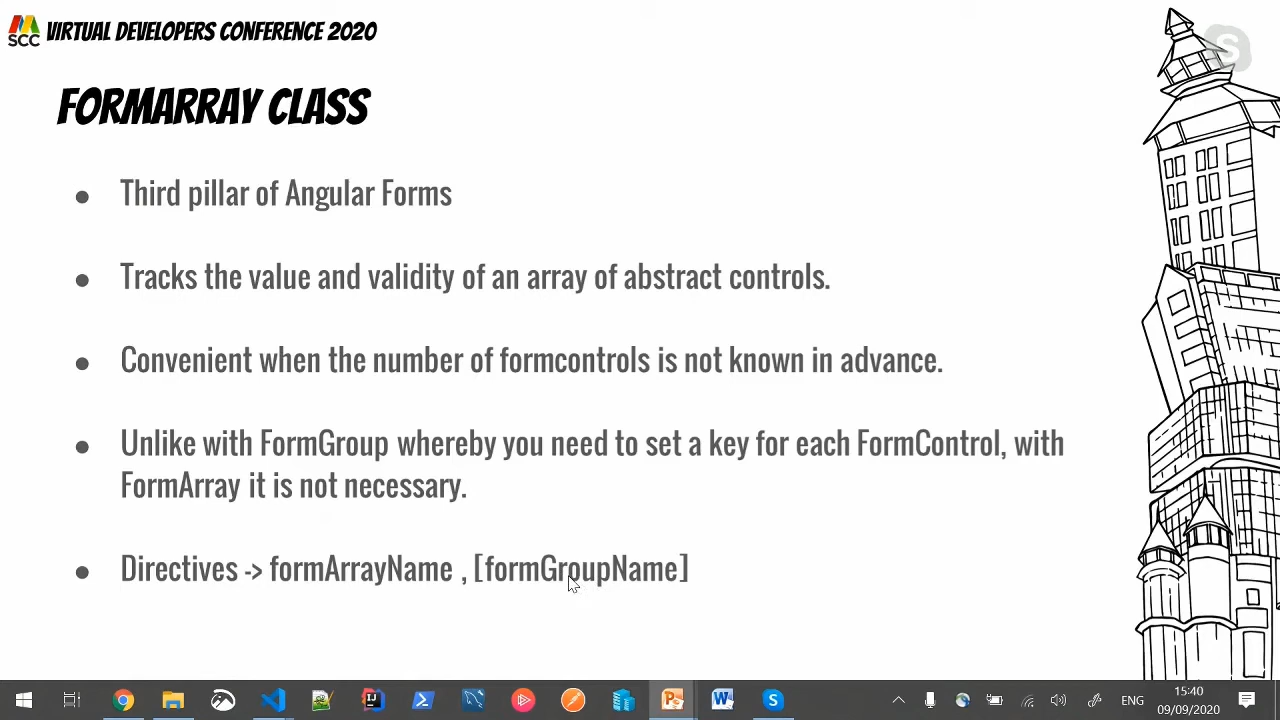 SCC VIRTUAL DEVELOPERS CONFERENCE 2020
FORMARRAY CLASS
● Third pillar of Angular Forms
● Tracks the value and validity of an array of abstract controls.
● Convenient when the number of formcontrols is not known in advance.
● Unlike with FormGroup whereby you need to set a key for each FormControl, with
FormArray it is not necessary.
● Directives -> formArrayName , [formGroupName]
ENG
15:40
09/09/2020